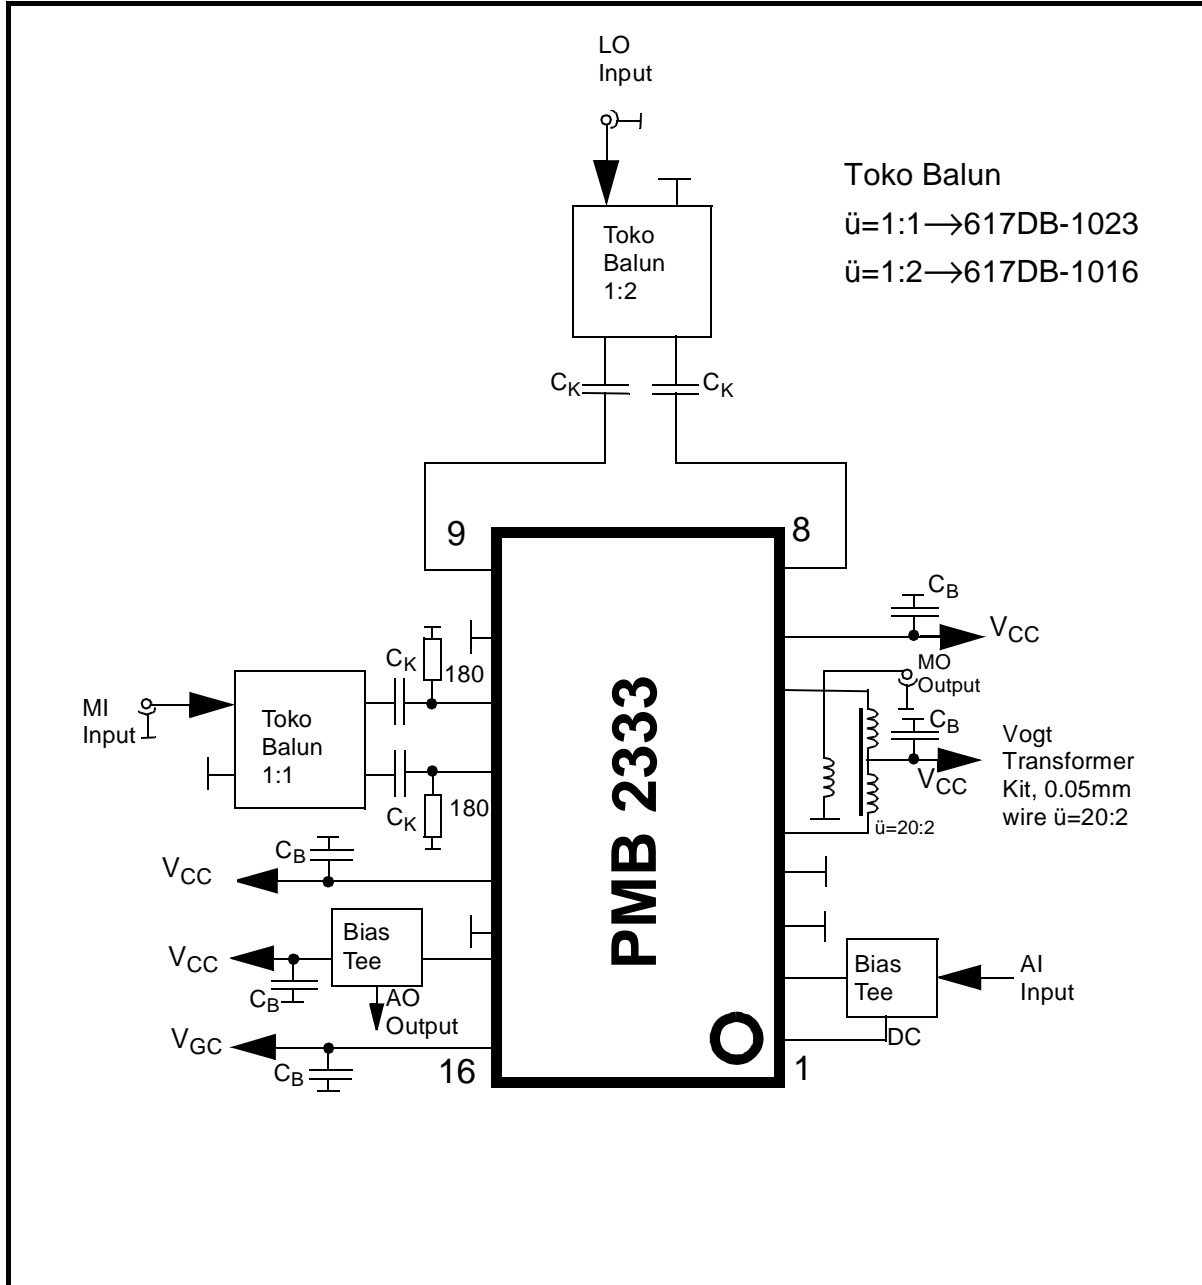 LO
Input
Toko Balun
ü=1:1→617DB-1023
ü=1:2→617DB-1016
Toko
Balun
1:2
CK
CK
9
8
CB
VCC
MO
Output
CK
180
MI
Input
Toko
Balun
1:1
CK
180
CB
VCC
Vogt
Transformer
Kit, 0.05mm
wire ü=20:2
ü=20:2
PMB 2333
CB
VCC
Bias
Tee
VCC
CB
AO
Output
Bias
Tee
AI
Input
DC
VGC
CB
16
1